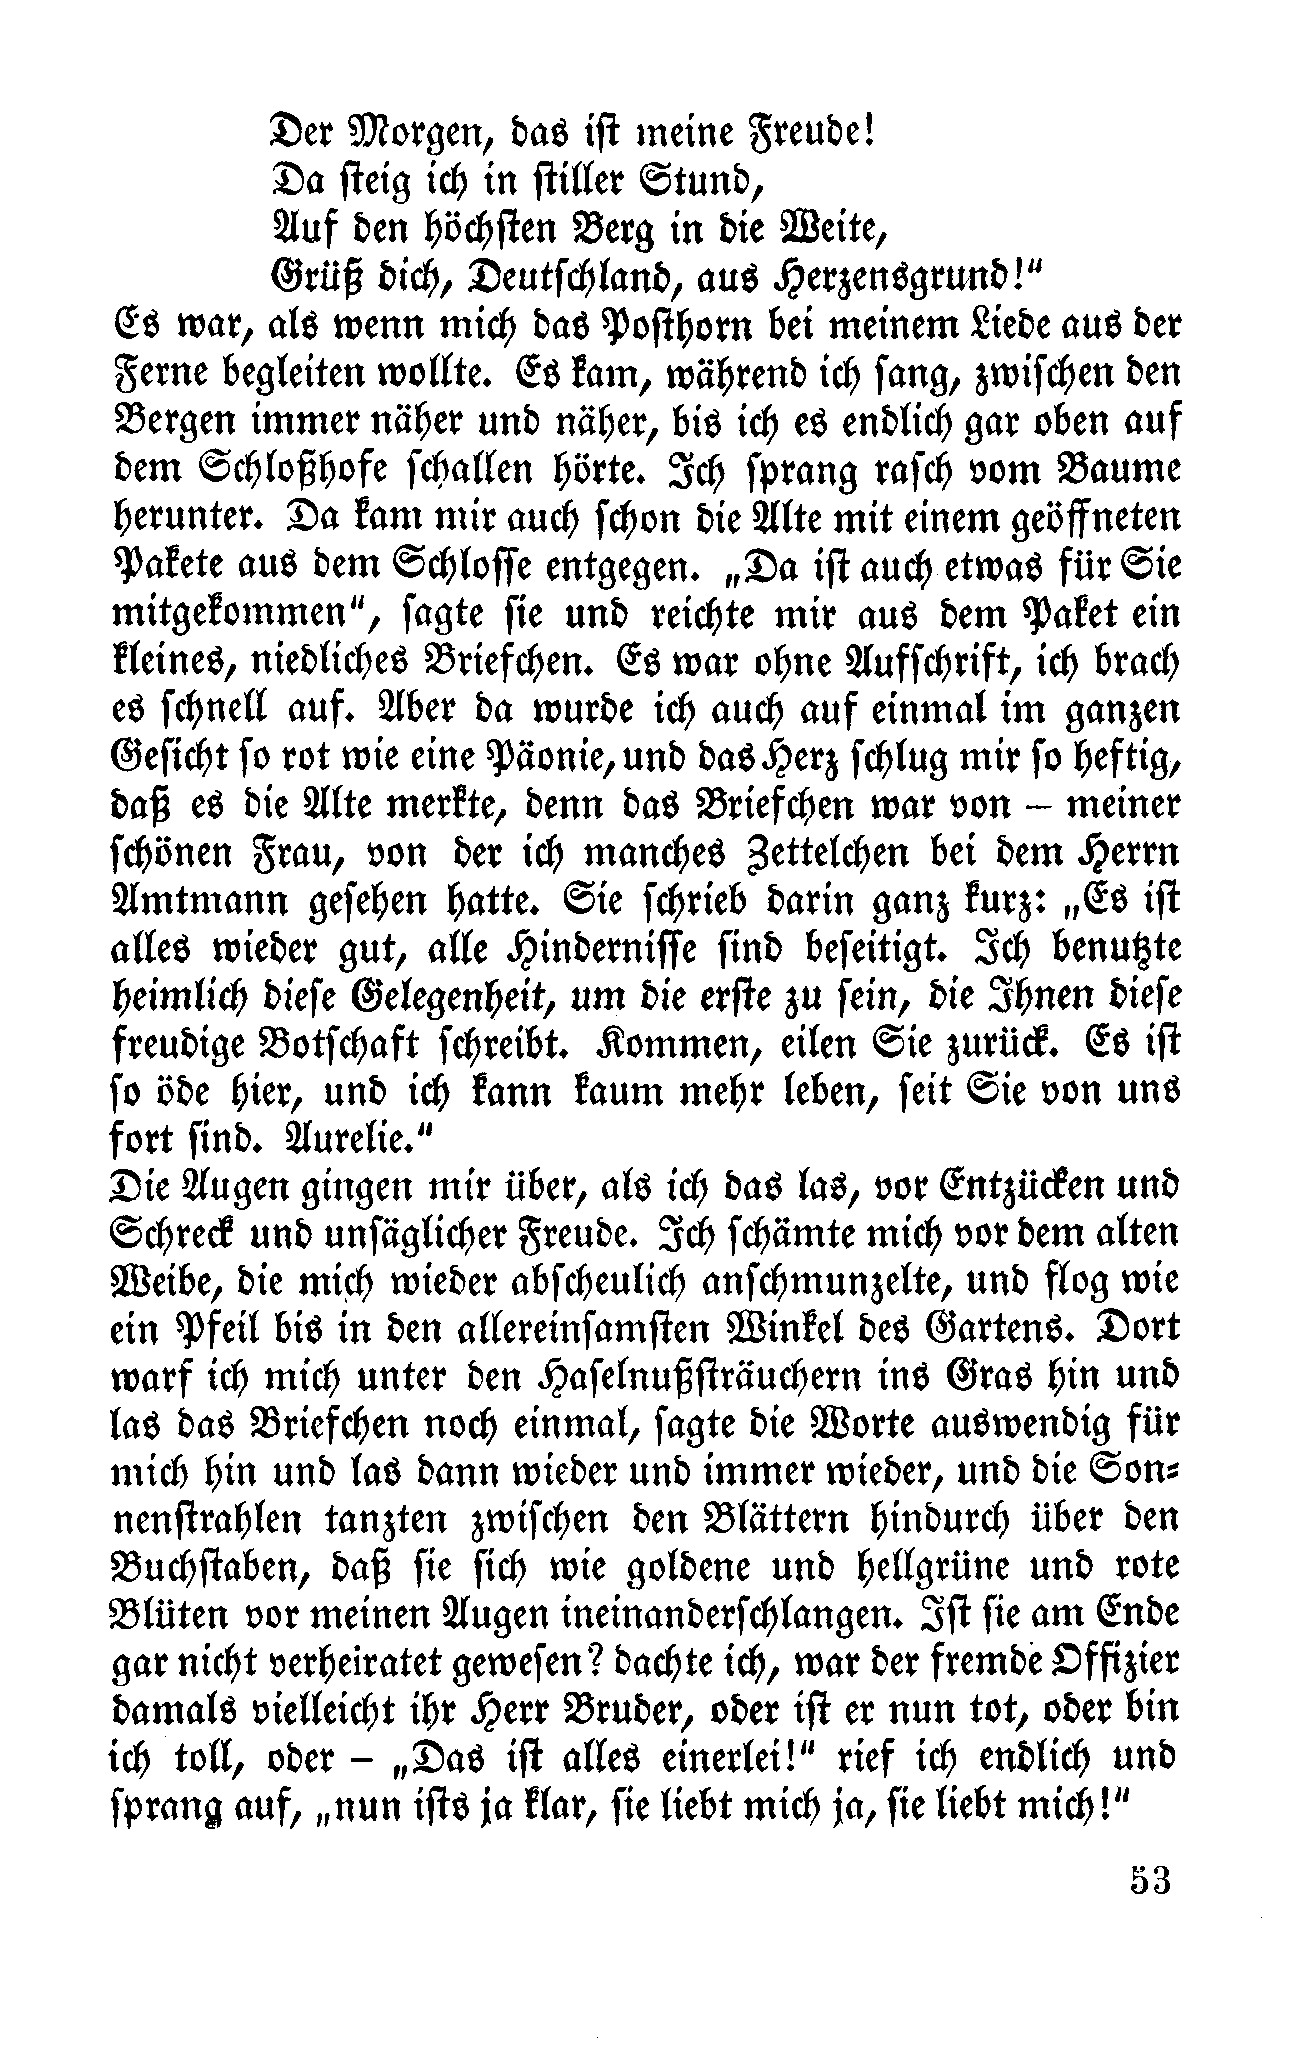 Der Morgen, das ist meine Freude!
Da steig ich in stiller Stund,
Auf den höchsten Berg in die Weite,
Grüß dich, Deutschland, aus Herzensgrund!“
Es war, als wenn mich das Posthorn bei meinem Liede aus der
Ferne begleiten wollte. Es kam, während ich sang, zwischen den
Bergen immer näher und näher, bis ich es endlich gar oben auf
dem Schloßhofe schallen hörte. Ich sprang rasch vom Baume
herunter. Da kam mir auch schon die Alte mit einem geöffneten
Pakete aus dem Schlosse entgegen. „Da ist auch etwas für Sie
mitgekommen“, sagte sie und reichte mir aus dem Paket ein
kleines, niedliches Briefchen. Es war ohne Aufschrift, ich brach
es schnell auf. Aber da wurde ich auch auf einmal im ganzen
Gesicht so rot wie eine Päonie, und das Herz schlug mir so heftig,
daß es die Alte merkte, denn das Briefchen war von – meiner
schönen Frau, von der ich manches Zettelchen bei dem Herrn
Amtmann gesehen hatte. Sie schrieb darin ganz kurz: „Es ist
alles wieder gut, alle Hindernisse sind beseitigt. Ich benutzte
heimlich diese Gelegenheit, um die erste zu sein, die Ihnen diese
freudige Botschaft schreibt. Kommen, eilen Sie zurück. Es ist
so öde hier, und ich kann kaum mehr leben, seit Sie von uns
fort sind. Aurelie.“
Die Augen gingen mir über, als ich das las, vor Entzücken und
Schreck und unsäglicher Freude. Ich schämte mich vor dem alten
Weibe, die mich wieder abscheulich anschmunzelte, und flog wie
ein Pfeil bis in den allereinsamsten Winkel des Gartens. Dort
warf ich mich unter den Haselnußsträuchern ins Gras hin und
las das Briefchen noch einmal, sagte die Worte auswendig für
mich hin und las dann wieder und immer wieder, und die Son-
nenstrahlen tanzten zwischen den Blättern hindurch über den
Buchstaben, daß sie sich wie goldene und hellgrüne und rote
Blüten vor meinen Augen ineinanderschlangen. Ist sie am Ende
gar nicht verheiratet gewesen? dachte ich, war der fremde Offizier
damals vielleicht ihr Herr Bruder, oder ist er nun tot, oder bin
ich toll, oder – „Das ist alles einerlei!“ rief ich endlich und
sprang auf, „nun ists ja klar, sie liebt mich ja, sie liebt mich!“
53